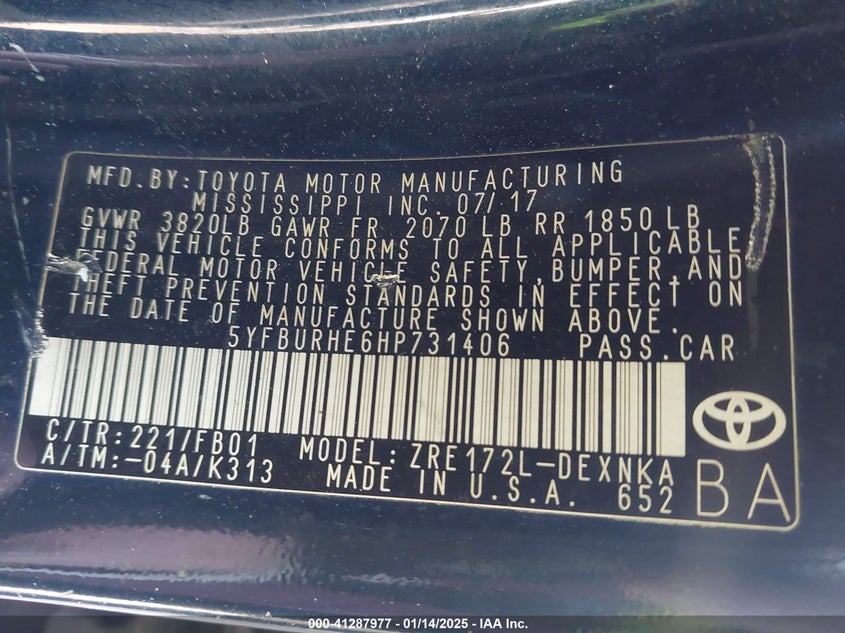 MFD.BY:TOYOTA MOTOR MANUFACTURING
MISSISSIPPI INC. 07/17
GVWR 3820LB GAWR FR 2070 LB RR 1850LB
THIS VEHICLE CONFORMS TO ALL APPLICABLE
FEDERAL MOTOR VEHICLE SAFETY,BUMPER,AND
THEFT PREVENTION STANDARDS IN EFFECT ON
THE DATE OF MANUFACTURE SHOWN ABOVE.
5YFBURHE6HP731406 PASS.CAR
C/TR:221/FB01 MODEL:ZRE172L-DEXNKA
A/TM:-04A/K313 MADE IN U.S.A. 652
BA
000-41287977 - 01/14/2025 - IAA Inc.